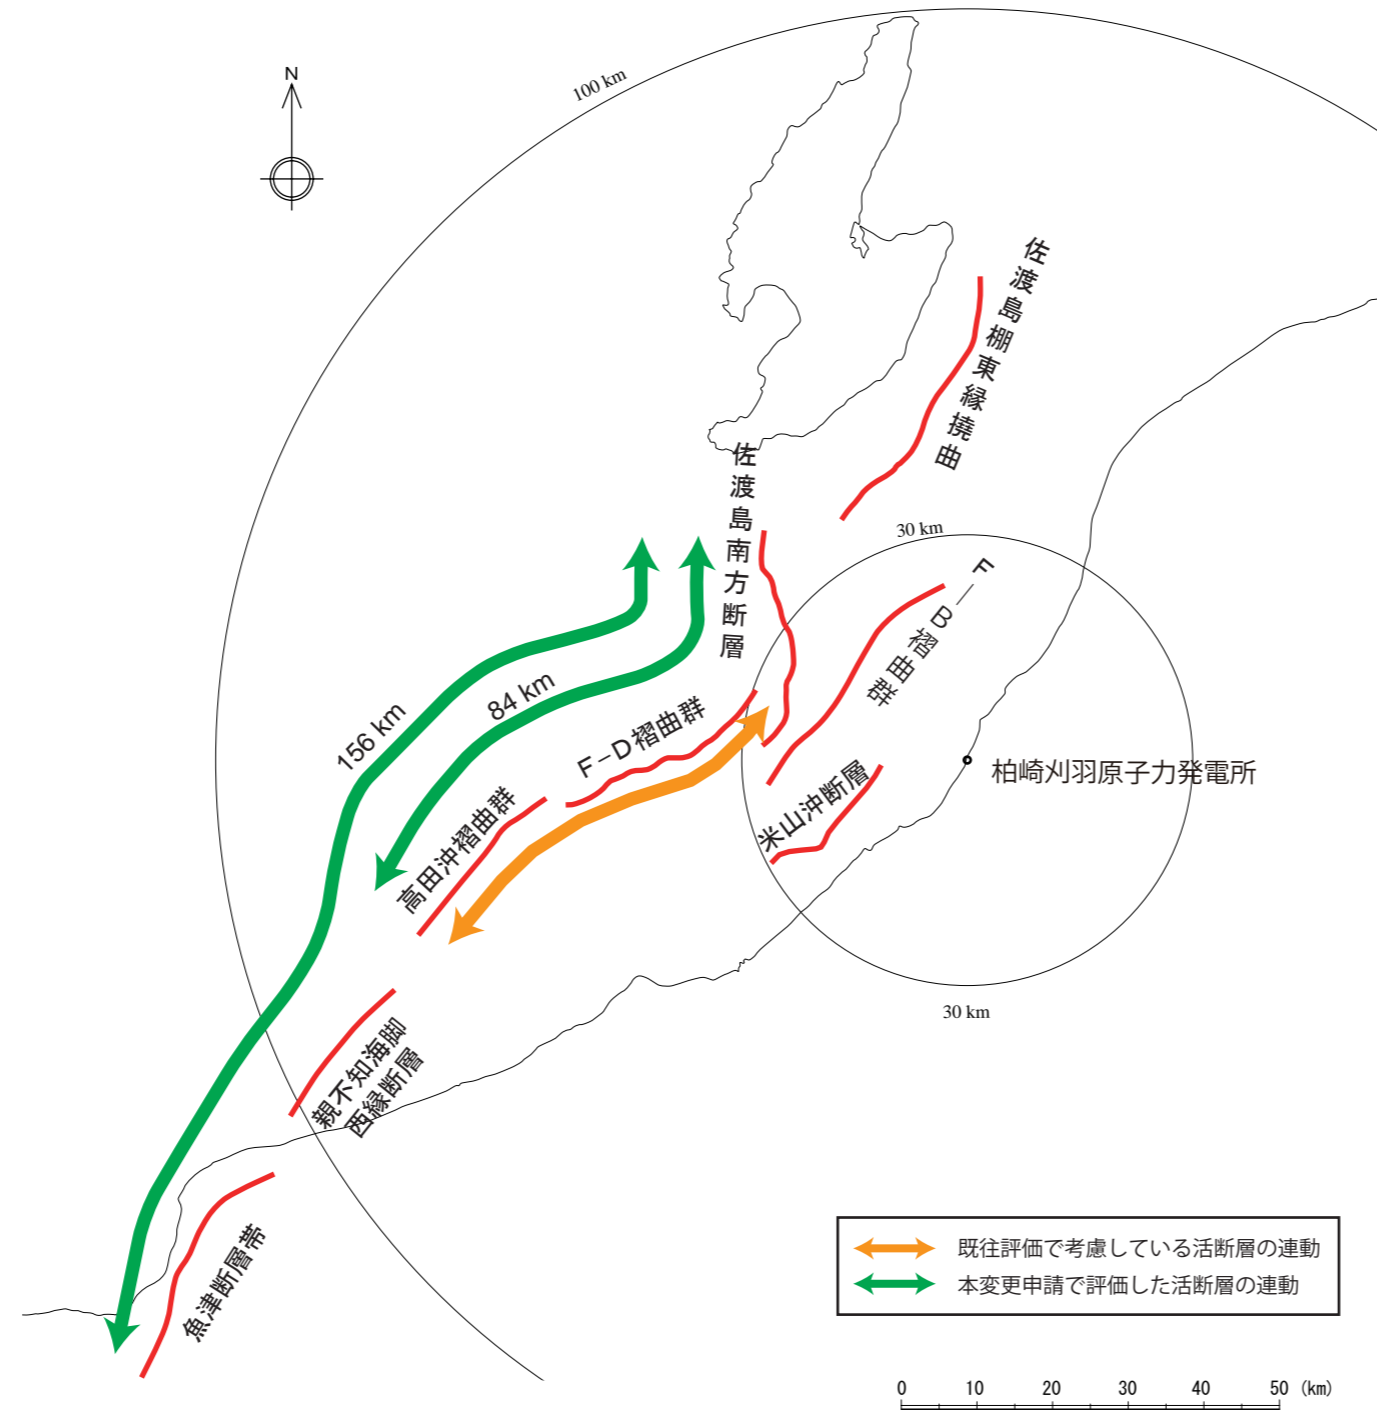 N
100 km
佐渡島棚東縁撓曲
佐渡島南方断層
30 km
F－B褶曲群
156 km
84 km
F−D褶曲群
高田沖褶曲群
米山沖断層
柏崎刈羽原子力発電所
30 km
親不知海脚
西縁断層
魚津断層帯
既往評価で考慮している活断層の連動
本変更申請で評価した活断層の連動
0 10 20 30 40 50 (km)